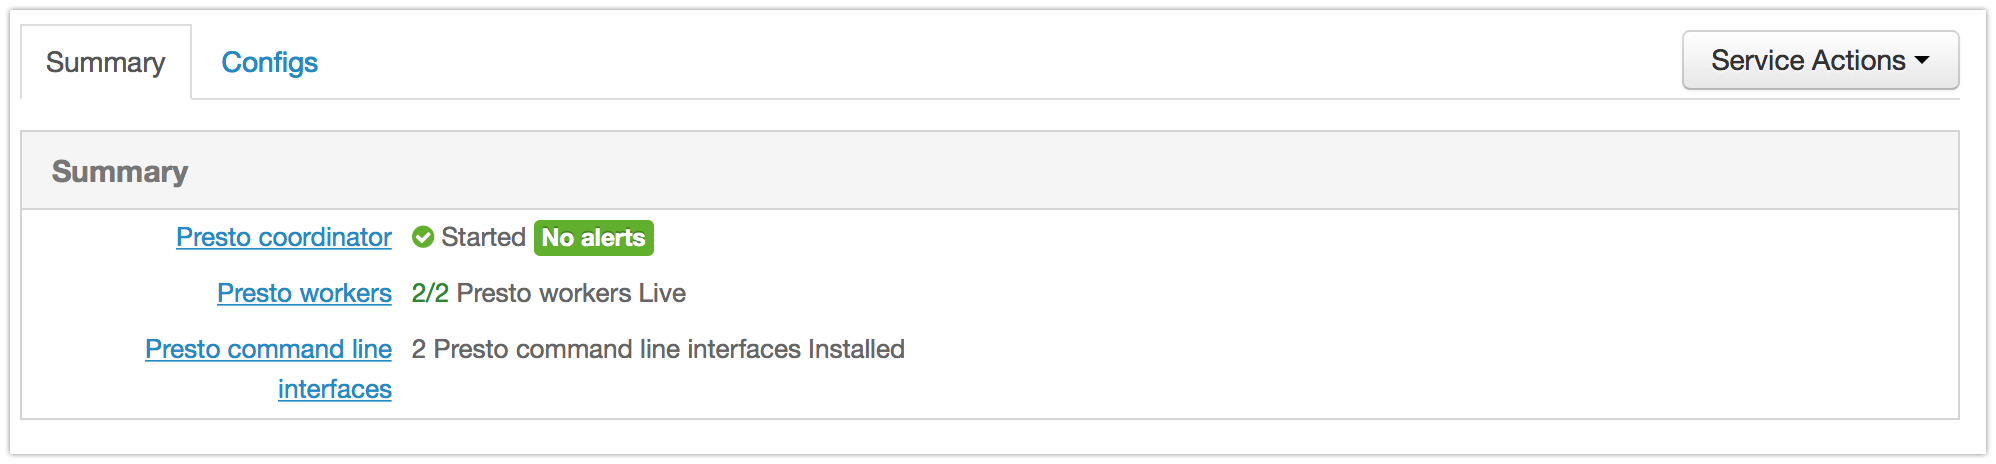 Summary Configs Service Actions
Summary
Presto coordinator Started No alerts
Presto workers 2/2 Presto workers Live
Presto command line 2 Presto command line interfaces Installed
interfaces